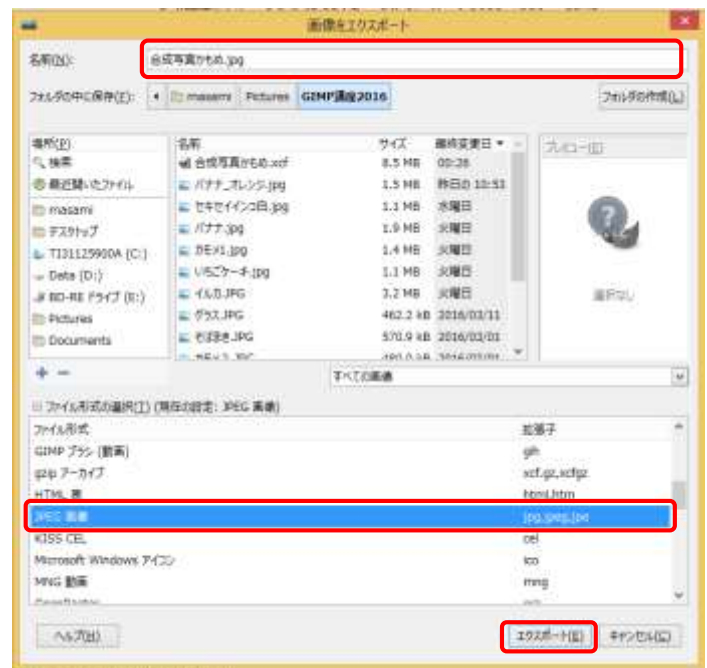 画像をエクスポート
名前(N):
合成写真かもめ.jpg
フォルダの中に保存(F):
masami Pictures GIMP講座2016
フォルダの作成(L)
場所(P)
検索
最近開いたファイル
masami
デスクトップ
TI31125900A (C:)
Data (D:)
BD-RE ドライブ (E:)
Pictures
Documents
名前 サイズ 最終変更日
合成写真かもめ.xcf 8.5 MB 00:28
バナナ_オレンジ.jpg 1.5 MB 昨日の 10:53
セキセイインコ白.jpg 1.1 MB 水曜日
バナナ.jpg 1.9 MB 火曜日
カモメ1.jpg 1.4 MB 火曜日
いちごケーキ.jpg 1.1 MB 火曜日
イルカ.JPG 3.2 MB 火曜日
グラス.JPG 462.2 kB 2016/03/11
そばまき.JPG 570.9 kB 2016/03/01
プレビュー(E)
選択なし
すべての画像
ファイル形式の選択(T) (現在の設定: JPEG 画像)
ファイル形式 拡張子
GIMP ブラシ (動画) gih
gzip アーカイブ xcf.gz,xcfgz
HTML 表 html,htm
JPEG 画像 jpg,jpeg,jpe
KISS CEL cel
Microsoft Windows アイコン ico
MNG 動画 mng
ヘルプ(H)
エクスポート(E)
キャンセル(C)